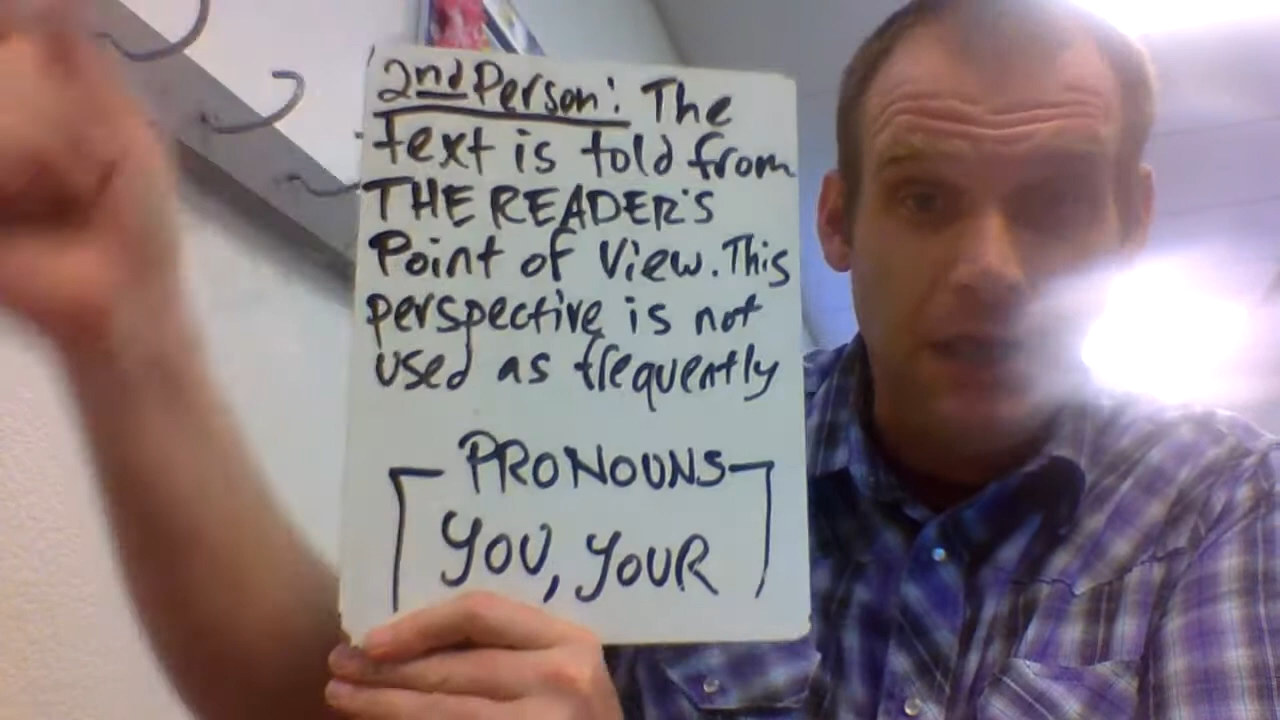 2nd Person: The
text is told from
THE READER'S
Point of View. This
perspective is not
used as frequently
PRONOUNS
YOU, YOUR